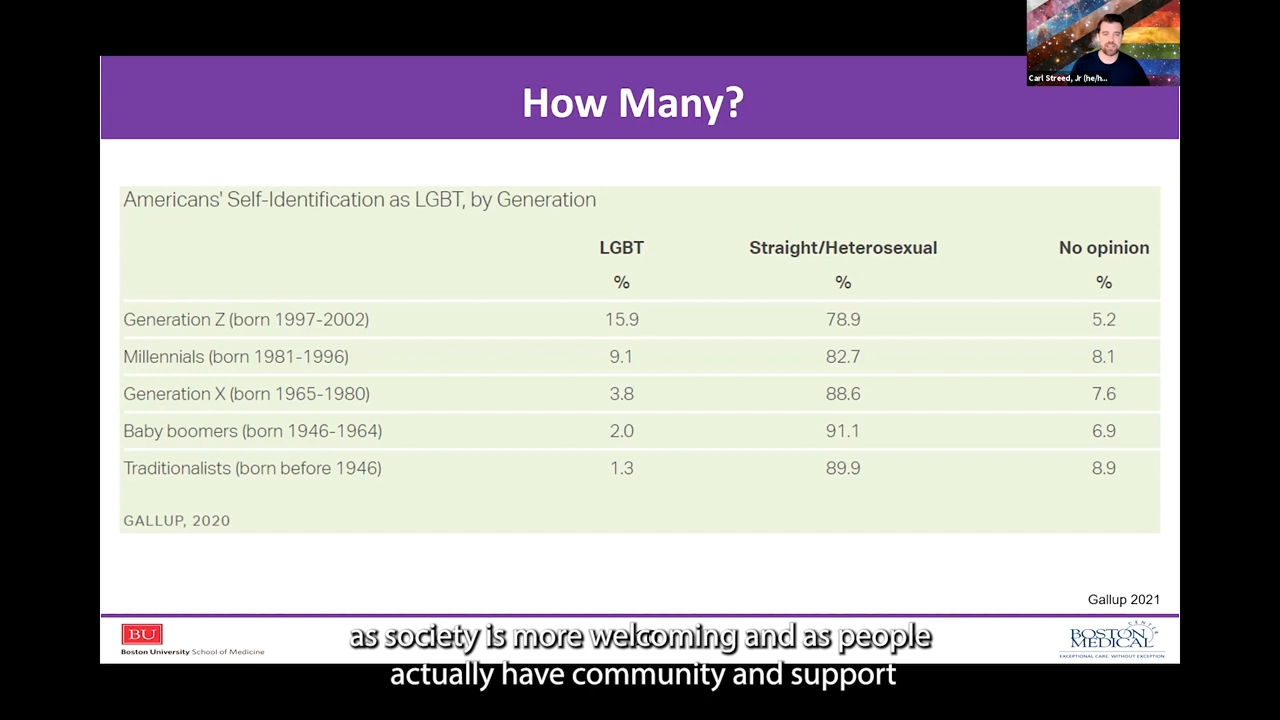 Carl Streed, Jr (he/h...
How Many?
Americans' Self-Identification as LGBT, by Generation
LGBT Straight/Heterosexual No opinion
% % %
Generation Z (born 1997-2002) 15.9 78.9 5.2
Millennials (born 1981-1996) 9.1 82.7 8.1
Generation X (born 1965-1980) 3.8 88.6 7.6
Baby boomers (born 1946-1964) 2.0 91.1 6.9
Traditionalists (born before 1946) 1.3 89.9 8.9
GALLUP, 2020
Gallup 2021
BU
Boston University School of Medicine
BOSTON
MEDICAL
CENTER
EXCEPTIONAL CARE. WITHOUT EXCEPTION.
as society is more welcoming and as people
actually have community and support